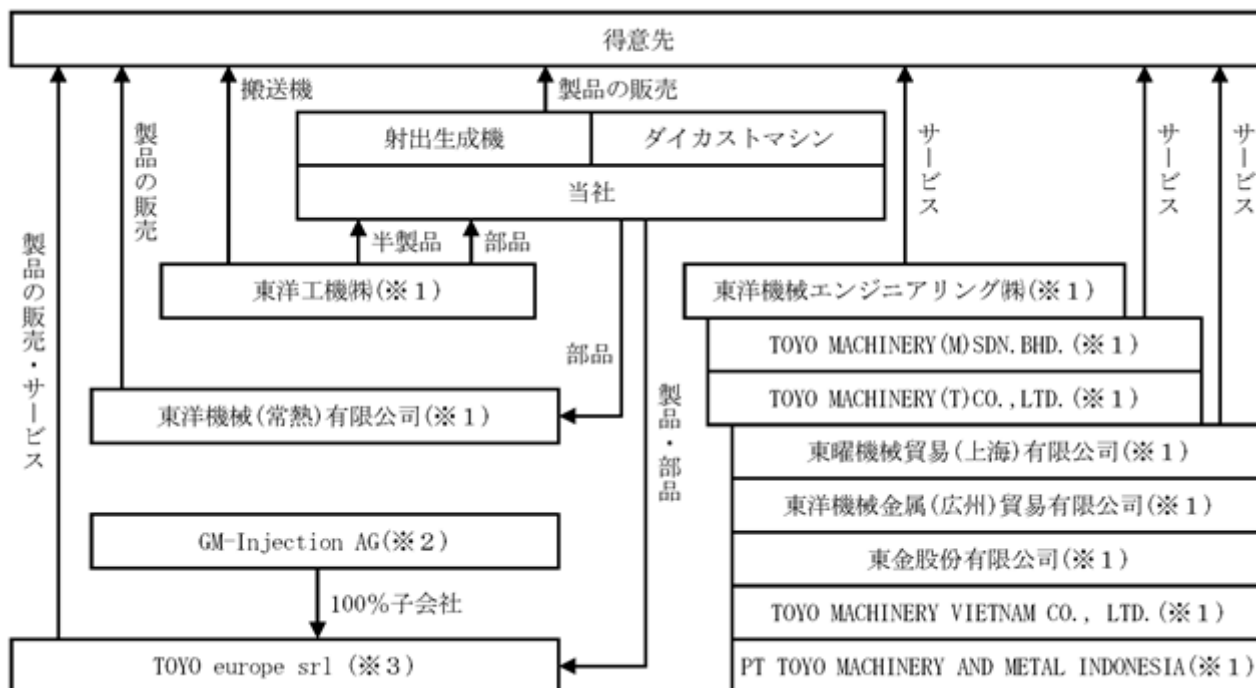 得意先
搬送機
製品の販売
製品の販売
射出生成機
ダイカストマシン
当社
サービス
サービス
サービス
半製品
部品
製品の販売・サービス
東洋工機㈱(※1)
東洋機械エンジニアリング㈱(※1)
TOYO MACHINERY(M)SDN.BHD.(※1)
部品
TOYO MACHINERY(T)CO.,LTD.(※1)
東洋機械(常熟)有限公司(※1)
製品・部品
東曜機械貿易(上海)有限公司(※1)
東洋機械金属(広州)貿易有限公司(※1)
GM-Injection AG(※2)
東金股份有限公司(※1)
100%子会社
TOYO MACHINERY VIETNAM CO., LTD.(※1)
TOYO europe srl (※3)
PT TOYO MACHINERY AND METAL INDONESIA(※1)